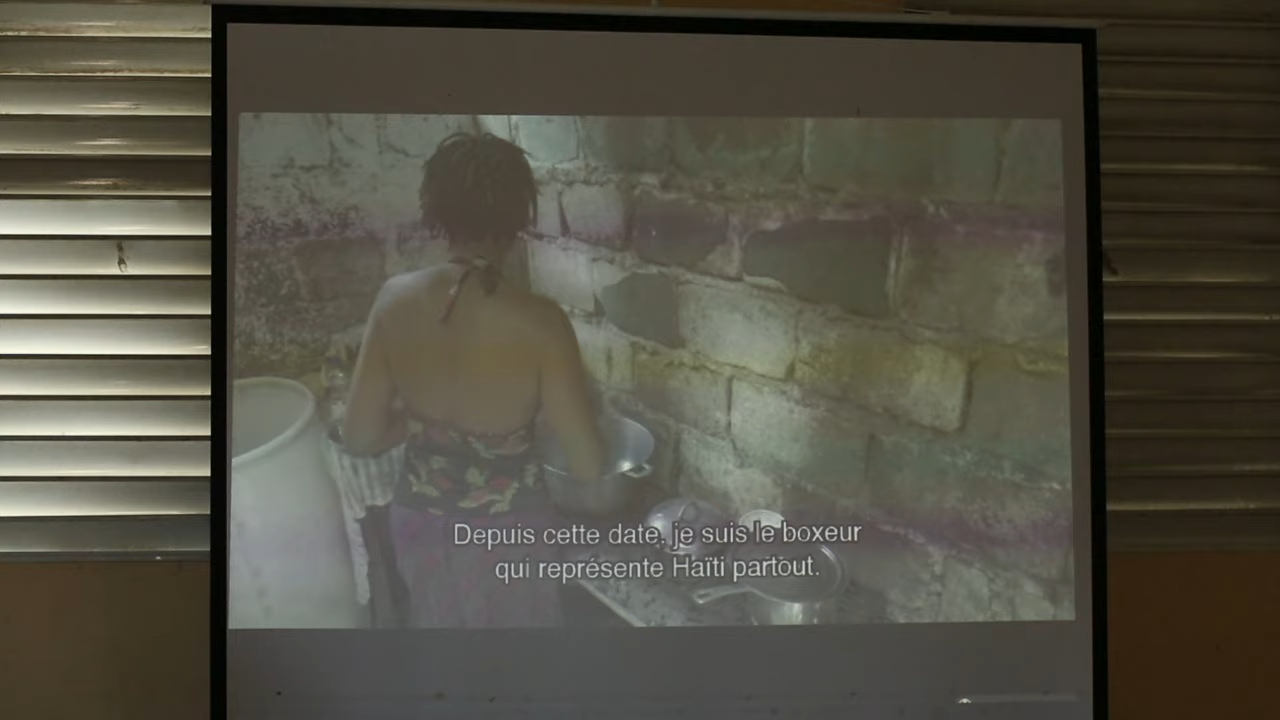 Depuis cette date, je suis le boxeur
qui représente Haïti partout.